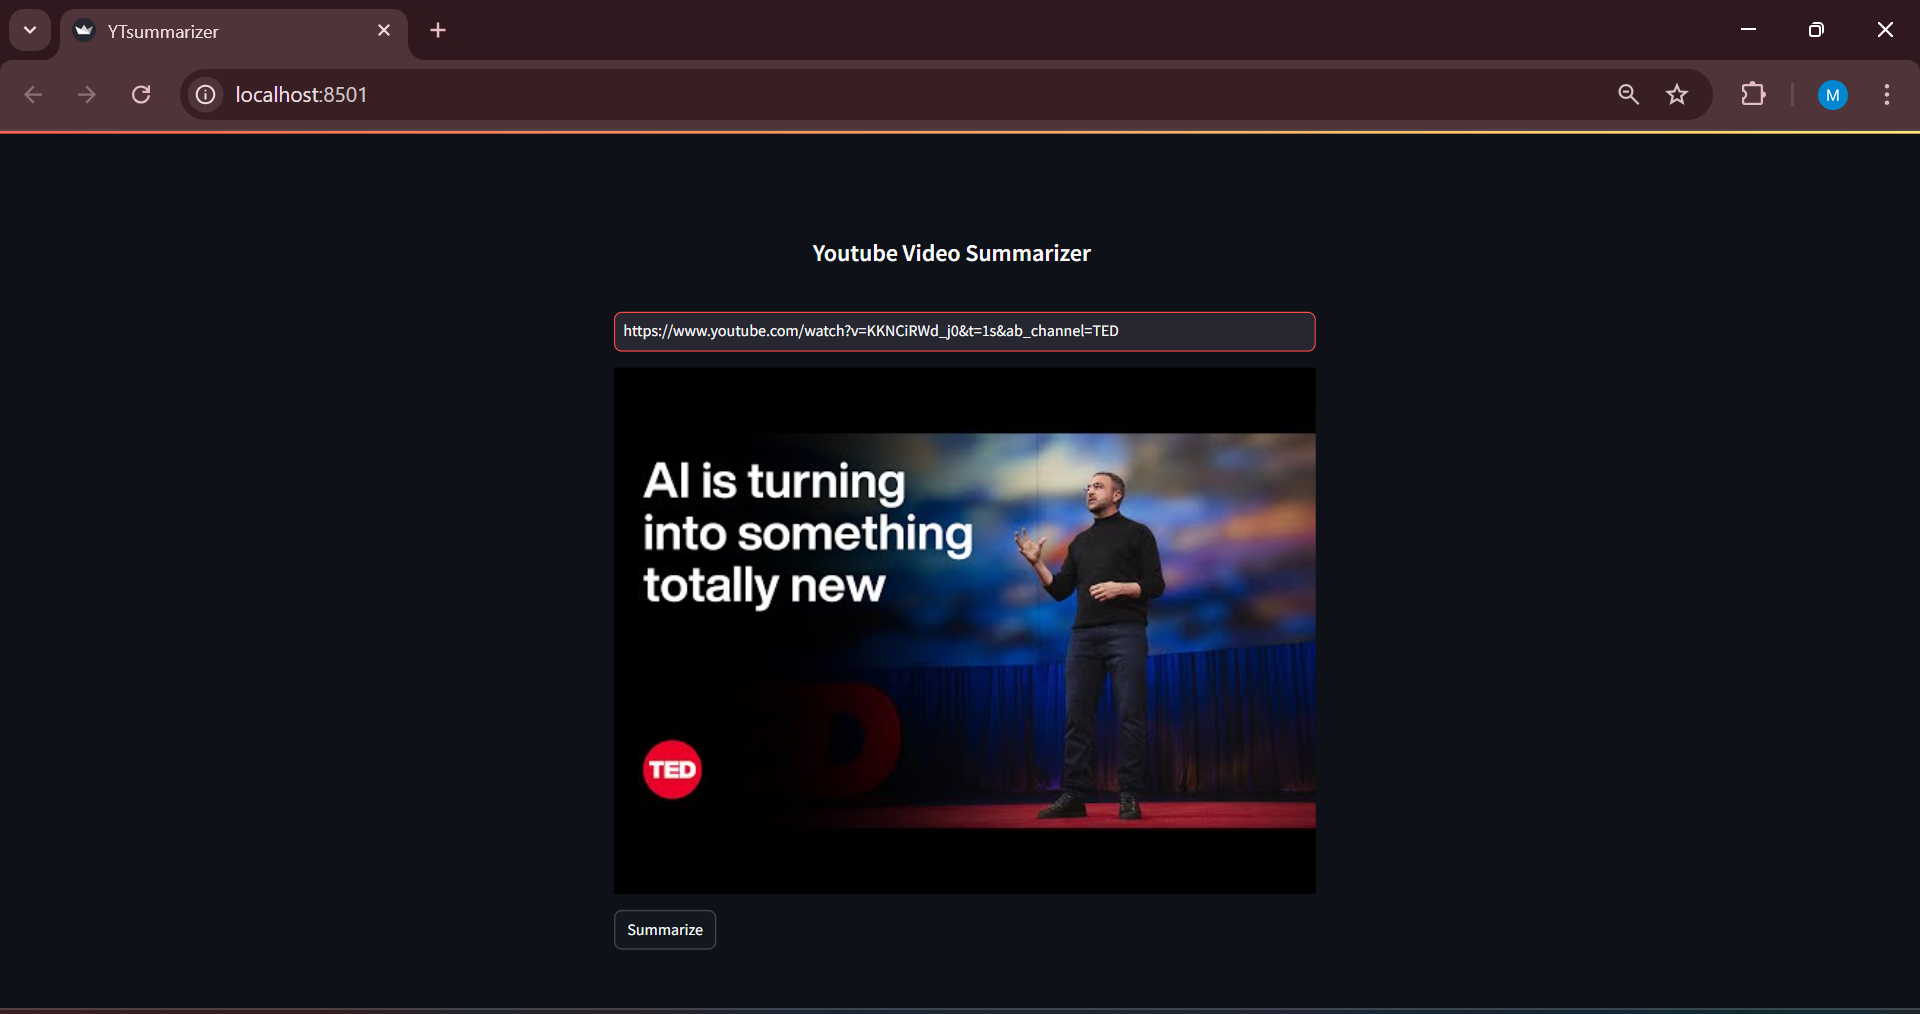 YTsummarizer
localhost:8501
M
Youtube Video Summarizer
https://www.youtube.com/watch?v=KKNCiRWd_j0&t=1s&ab_channel=TED
AI is turning
into something
totally new
ED
TED
Summarize